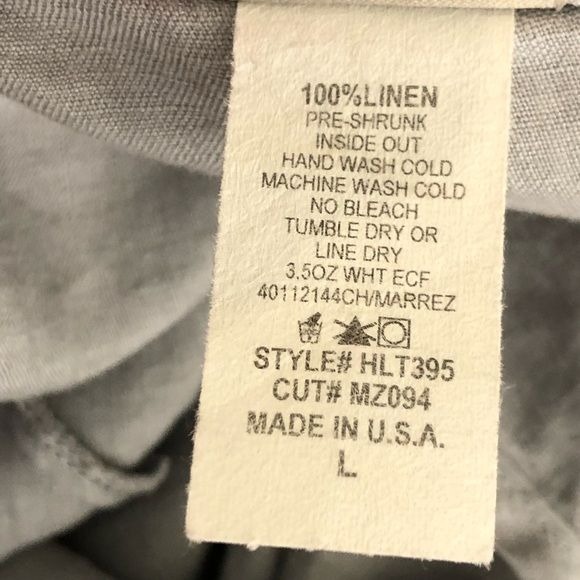 100%LINEN
PRE-SHRUNK
INSIDE OUT
HAND WASH COLD
MACHINE WASH COLD
NO BLEACH
TUMBLE DRY OR
LINE DRY
3.5OZ WHT ECF
40112144CH/MARREZ
STYLE# HLT395
CUT# MZ094
MADE IN U.S.A.
L